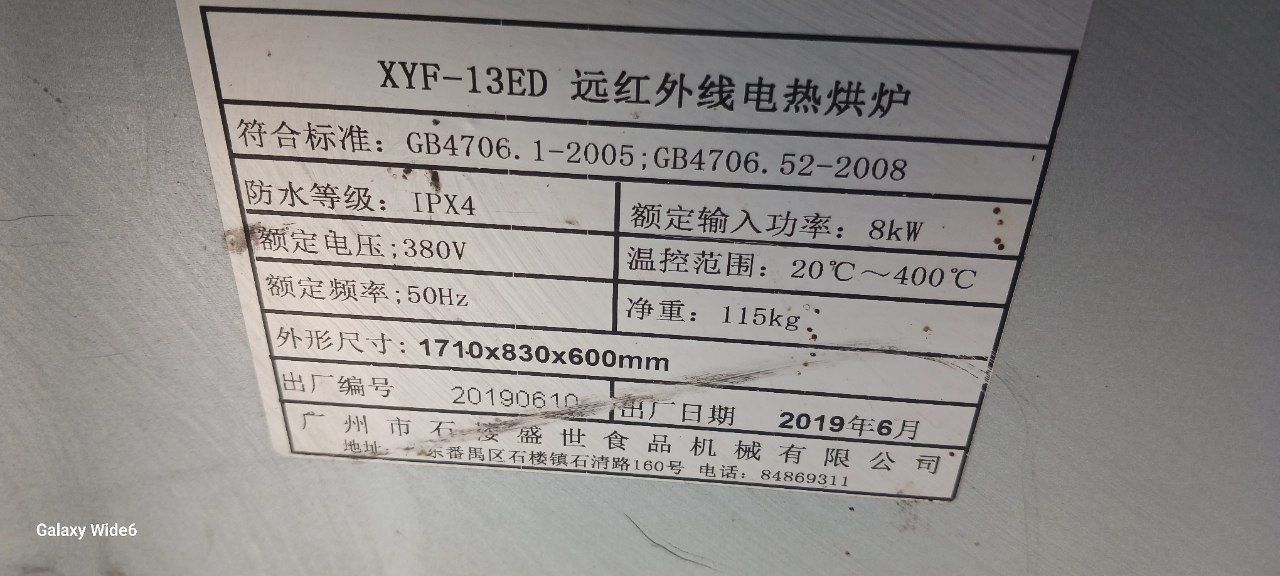 XYF-13ED 远红外线电热烘炉
符合标准：GB4706.1-2005;GB4706.52-2008
防水等级：IPX4 额定输入功率：8kW
额定电压;380V 温控范围：20℃～400℃
额定频率;50Hz 净重：115kg
外形尺寸：1710x830x600mm
出厂编号 20190610 出厂日期 2019年6月
广州市石凌盛世食品机械有限公司
地址: 东番禺区石楼镇石清路160号 电话：84869311
Galaxy Wide6